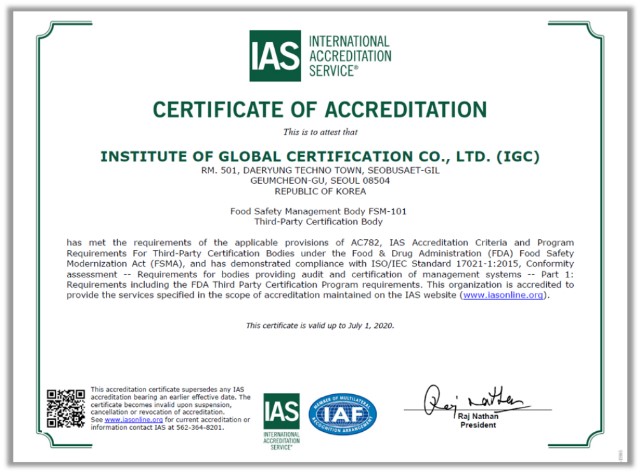 IAS INTERNATIONAL
ACCREDITATION
SERVICE®
CERTIFICATE OF ACCREDITATION
This is to attest that
INSTITUTE OF GLOBAL CERTIFICATION CO., LTD. (IGC)
RM. 501, DAERYUNG TECHNO TOWN, SEOBUSAET-GIL
GEUMCHEON-GU, SEOUL 08504
REPUBLIC OF KOREA
Food Safety Management Body FSM-101
Third-Party Certification Body
has met the requirements of the applicable provisions of AC782, IAS Accreditation Criteria and Program
Requirements For Third-Party Certification Bodies under the Food & Drug Administration (FDA) Food Safety
Modernization Act (FSMA), and has demonstrated compliance with ISO/IEC Standard 17021-1:2015, Conformity
assessment -- Requirements for bodies providing audit and certification of management systems -- Part 1:
Requirements including the FDA Third Party Certification Program requirements. This organization is accredited to
provide the services specified in the scope of accreditation maintained on the IAS website (www.iasonline.org).
This certificate is valid up to July 1, 2020.
This accreditation certificate supersedes any IAS
accreditation bearing an earlier effective date. The
certificate becomes invalid upon suspension,
cancellation or revocation of accreditation.
See www.iasonline.org for current accreditation or
information contact IAS at 562-364-8201.
IAS
INTERNATIONAL
ACCREDITATION
SERVICE
MEMBER OF MULTILATERAL
IAF
RECOGNITION ARRANGEMENT
Raj Nathan
Raj Nathan
President